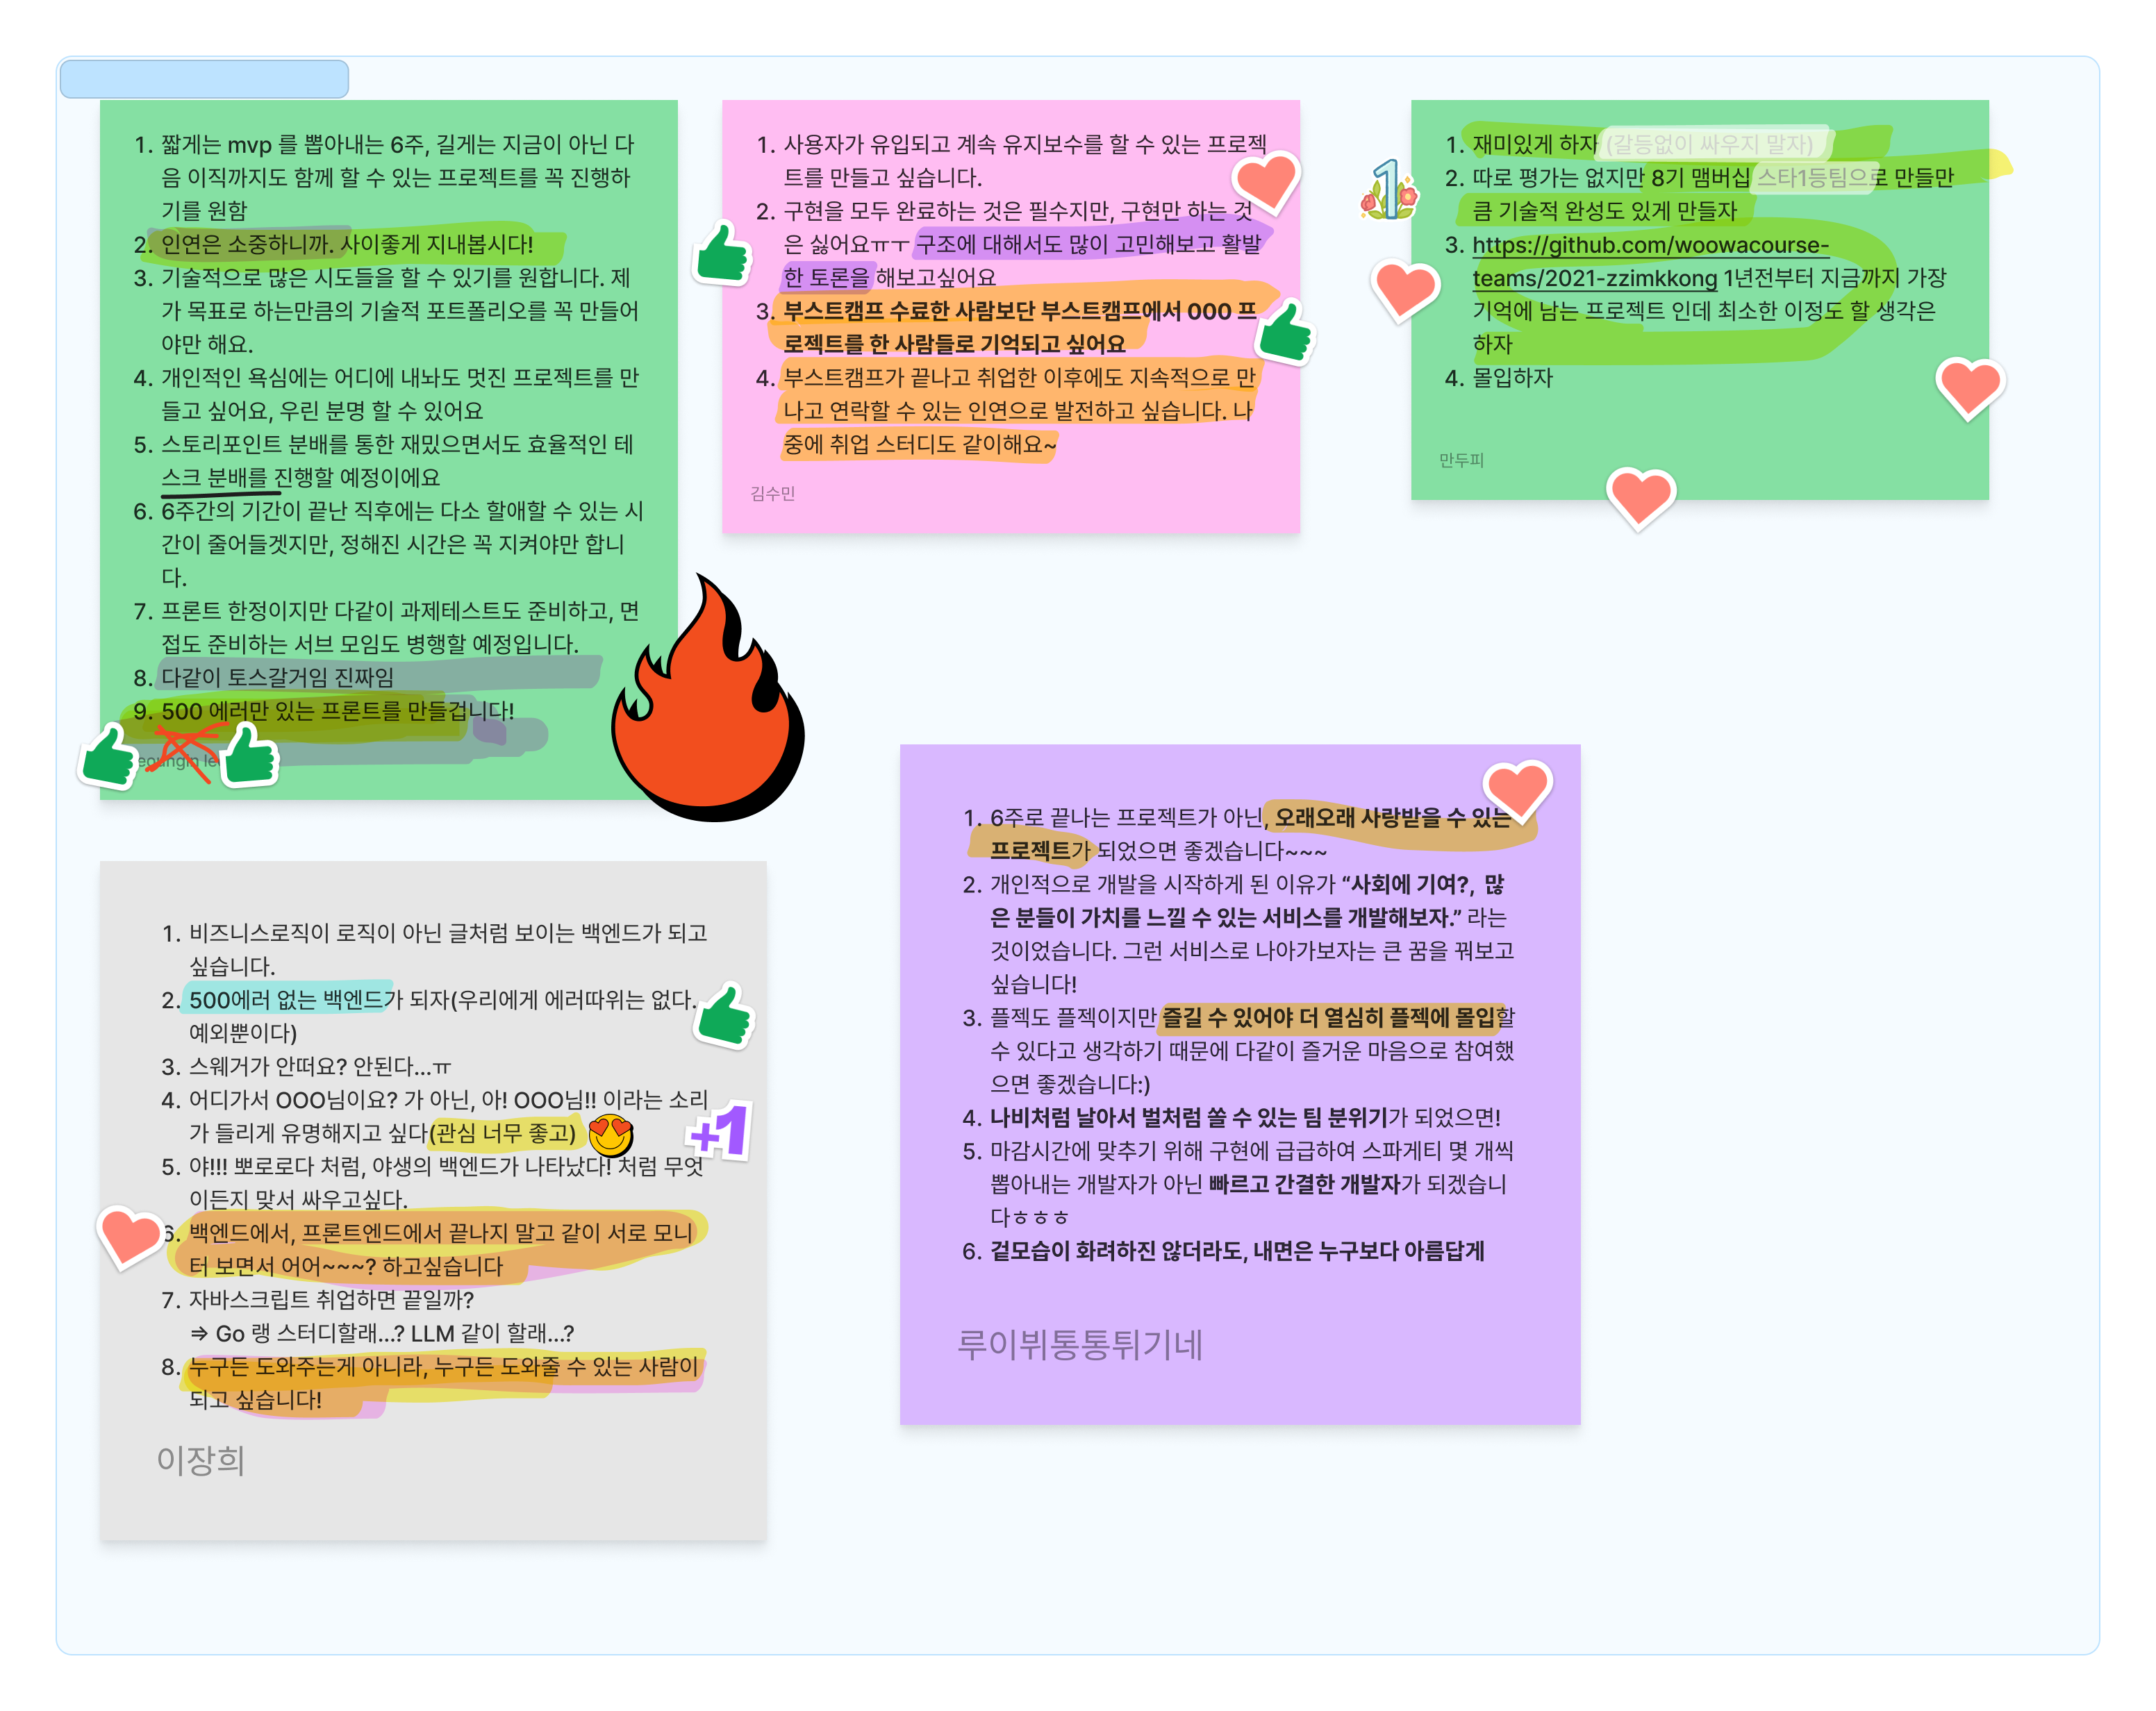 1. 짧게는 mvp 를 뽑아내는 6주, 길게는 지금이 아닌 다
음 이직까지도 함께 할 수 있는 프로젝트를 꼭 진행하
기를 원함
2. 인연은 소중하니까. 사이좋게 지내봅시다!
3. 기술적으로 많은 시도들을 할 수 있기를 원합니다. 제
가 목표로 하는만큼의 기술적 포트폴리오를 꼭 만들어
야만 해요.
4. 개인적인 욕심에는 어디에 내놔도 멋진 프로젝트를 만
들고 싶어요, 우린 분명 할 수 있어요
5. 스토리포인트 분배를 통한 재밌으면서도 효율적인 테
스크 분배를 진행할 예정이에요
6. 6주간의 기간이 끝난 직후에는 다소 할애할 수 있는 시
간이 줄어들겟지만, 정해진 시간은 꼭 지켜야만 합니
다.
7. 프론트 한정이지만 다같이 과제테스트도 준비하고, 면
접도 준비하는 서브 모임도 병행할 예정입니다.
8. 다같이 토스갈거임 진짜임
9. 500 에러만 있는 프론트를 만들겁니다!
1. 사용자가 유입되고 계속 유지보수를 할 수 있는 프로젝
트를 만들고 싶습니다.
2. 구현을 모두 완료하는 것은 필수지만, 구현만 하는 것
은 싫어요ㅠㅜ 구조에 대해서도 많이 고민해보고 활발
한 토론을 해보고싶어요
3. 부스트캠프 수료한 사람보단 부스트캠프에서 000 프
로젝트를 한 사람들로 기억되고 싶어요
4. 부스트캠프가 끝나고 취업한 이후에도 지속적으로 만
나고 연락할 수 있는 인연으로 발전하고 싶습니다. 나
중에 취업 스터디도 같이해요~
김수민
1
1. 재미있게 하자 (갈등없이 싸우지 말자)
2. 따로 평가는 없지만 8기 맴버십 스타1등팀으로 만들만
큼 기술적 완성도 있게 만들자
3. https://github.com/woowacourse-
teams/2021-zzimkkong 1년전부터 지금까지 가장
기억에 남는 프로젝트 인데 최소한 이정도 할 생각은
하자
4. 몰입하자
만두피
1. 비즈니스로직이 로직이 아닌 글처럼 보이는 백엔드가 되고
싶습니다.
2. 500에러 없는 백엔드가 되자(우리에게 에러따위는 없다.
예외뿐이다)
3. 스웨거가 안떠요? 안된다...ㅠ
4. 어디가서 OOO님이요? 가 아닌, 아! OOO님!! 이라는 소리
가 들리게 유명해지고 싶다(관심 너무 좋고)
+1
5. 야!!! 뽀로로다 처럼, 야생의 백엔드가 나타났다! 처럼 무엇
이든지 맞서 싸우고싶다.
6. 백엔드에서, 프론트엔드에서 끝나지 말고 같이 서로 모니
터 보면서 어어~~~? 하고싶습니다
7. 자바스크립트 취업하면 끝일까?
⇒ Go 랭 스터디할래...? LLM 같이 할래...?
8. 누구든 도와주는게 아니라, 누구든 도와줄 수 있는 사람이
되고 싶습니다!
이장희
1. 6주로 끝나는 프로젝트가 아닌, 오래오래 사랑받을 수 있는
프로젝트가 되었으면 좋겠습니다~~~
2. 개인적으로 개발을 시작하게 된 이유가 “사회에 기여?, 많
은 분들이 가치를 느낄 수 있는 서비스를 개발해보자.” 라는
것이었습니다. 그런 서비스로 나아가보자는 큰 꿈을 꿔보고
싶습니다!
3. 플젝도 플젝이지만 즐길 수 있어야 더 열심히 플젝에 몰입할
수 있다고 생각하기 때문에 다같이 즐거운 마음으로 참여했
으면 좋겠습니다:)
4. 나비처럼 날아서 벌처럼 쏠 수 있는 팀 분위기가 되었으면!
5. 마감시간에 맞추기 위해 구현에 급급하여 스파게티 몇 개씩
뽑아내는 개발자가 아닌 빠르고 간결한 개발자가 되겠습니
다ㅎㅎㅎ
6. 겉모습이 화려하진 않더라도, 내면은 누구보다 아름답게
루이뷔통통튀기네